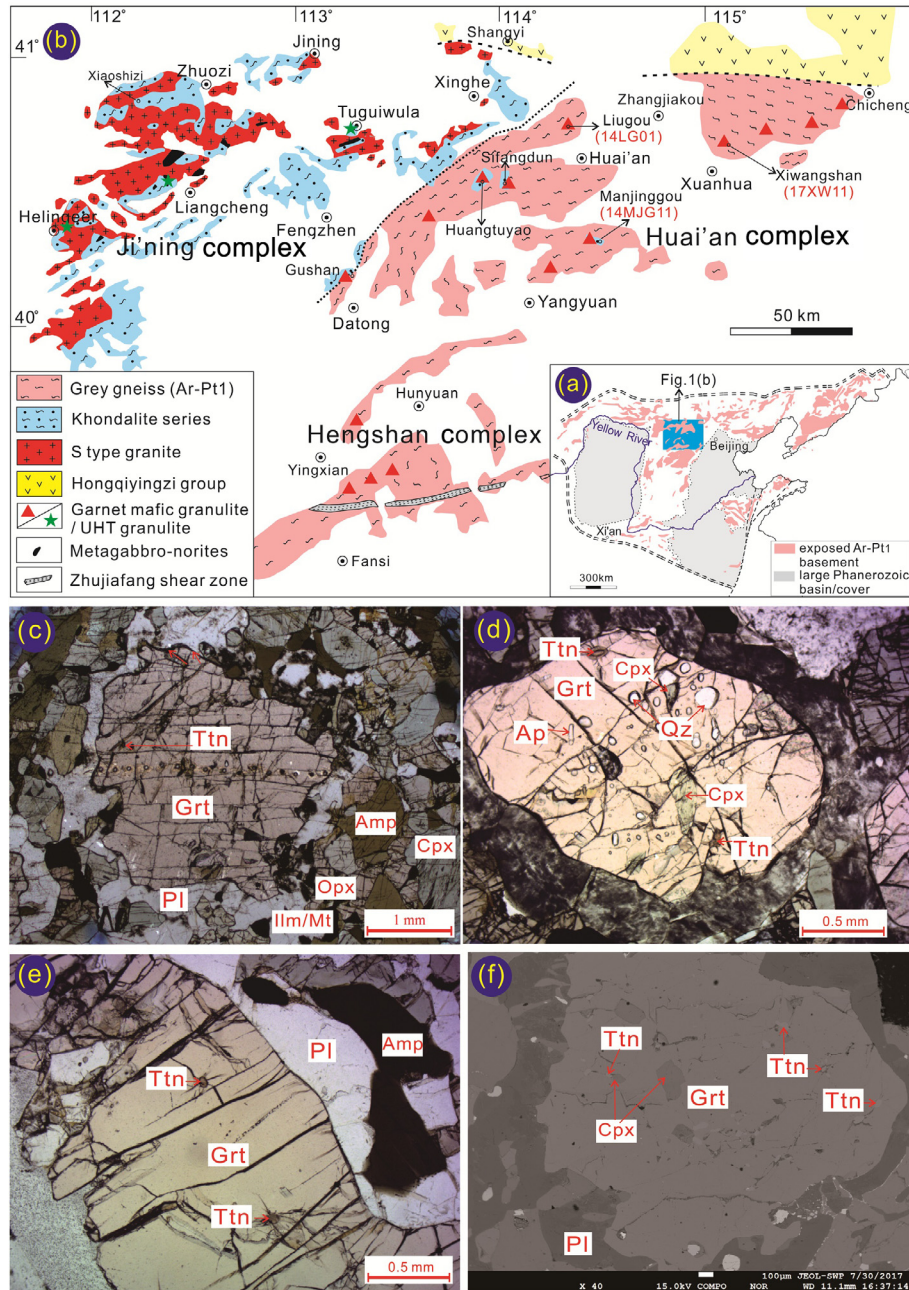 112°
113°
114°
115°
41°
(b)
Jining
Shangyi
Xiaoshizi
Zhuozi
Xinghe
Chicheng
Tuguiwula
Zhangjiakou
Liugou
(14LG01)
Sifangdun
Huai'an
Xiwangshan
(17XW11)
Xuanhua
Manjinggou
(14MJG11)
Liangcheng
Helingeer
Fengzhen
Huangtuyao
Ji'ning complex
Huai'an complex
Gushan
40°
Datong
Yangyuan
50 km
Grey gneiss (Ar-Pt1)
Khondalite series
S type granite
Hongqiyingzi group
Garnet mafic granulite
/ UHT granulite
Metagabbro-norites
Zhujiafang shear zone
Hunyuan
Hengshan complex
Yingxian
Fansi
(a)
Fig.1(b)
Yellow River
Beijing
Xi'an
300km
exposed Ar-Pt1
basement
large Phanerozoic
basin/cover
(c)
Ttn
Grt
Amp
Cpx
Opx
Pl
Ilm/Mt
1 mm
(d)
Ttn
Cpx
Grt
Qz
Ap
Cpx
Ttn
0.5 mm
(e)
Pl
Amp
Ttn
Grt
Ttn
0.5 mm
(f)
Ttn
Ttn
Grt
Cpx
Ttn
Pl
100µm JEOL-SWP 7/30/2017
X 40 15.0kV COMPO NOR WD 11.1mm 16:37:14